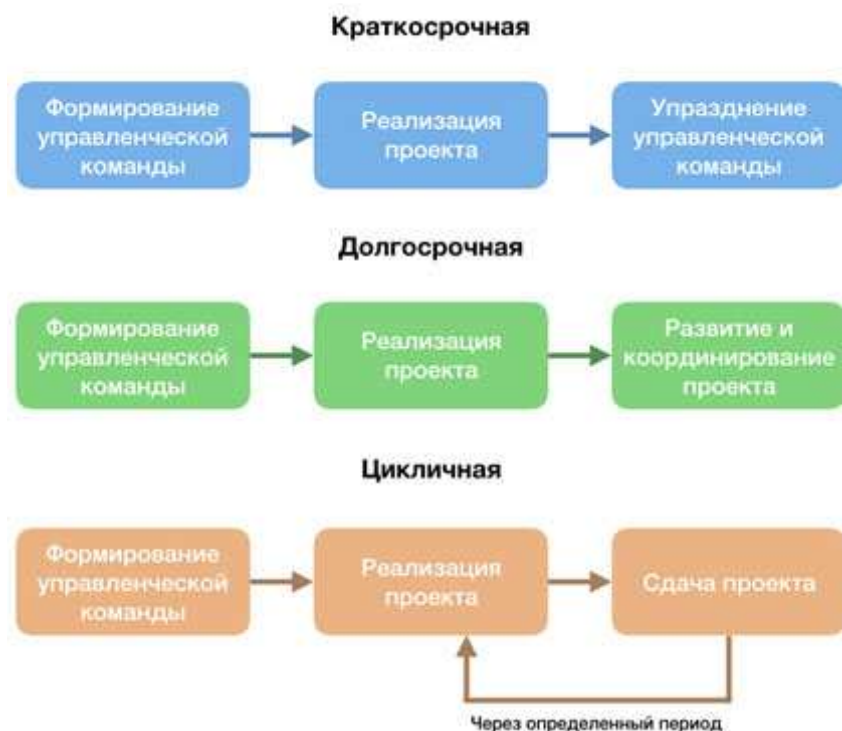 Краткосрочная
Формирование
управленческой
команды
Реализация
проекта
Упразднение
управленческой
команды
Долгосрочная
Формирование
управленческой
команды
Реализация
проекта
Развитие и
координирование
проекта
Цикличная
Формирование
управленческой
команды
Реализация
проекта
Сдача проекта
Через определенный период